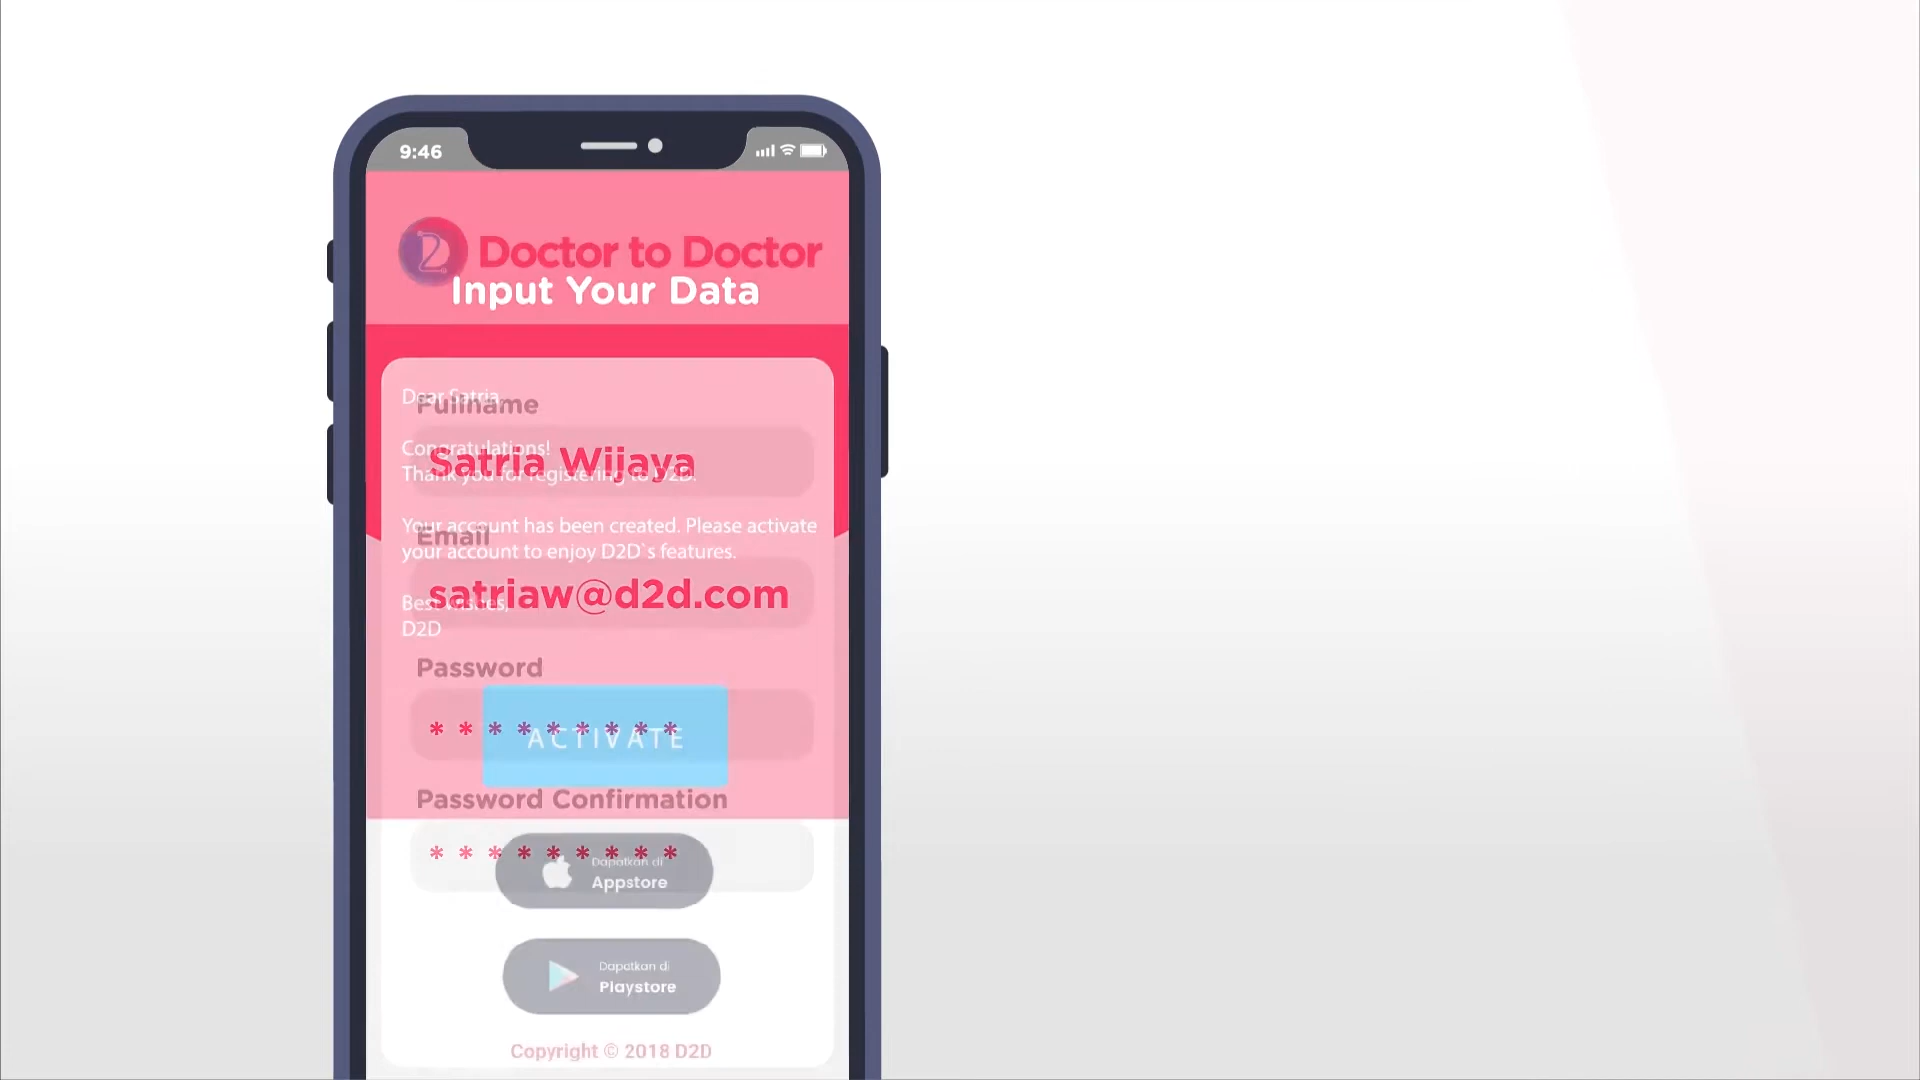 9:46
Doctor to Doctor
Input Your Data
Dear Satria,
Fullname
Congratulations!
Satria Wijaya
Thank you for registering to D2D.
Your account has been created. Please activate
Email
your account to enjoy D2D`s features.
satriaw@d2d.com
Best wishes,
D2D
Password
* * * * * * * * *
ACTIVATE
Password Confirmation
* * * * * * * * *
Dapatkan di
Appstore
Dapatkan di
Playstore
Copyright © 2018 D2D